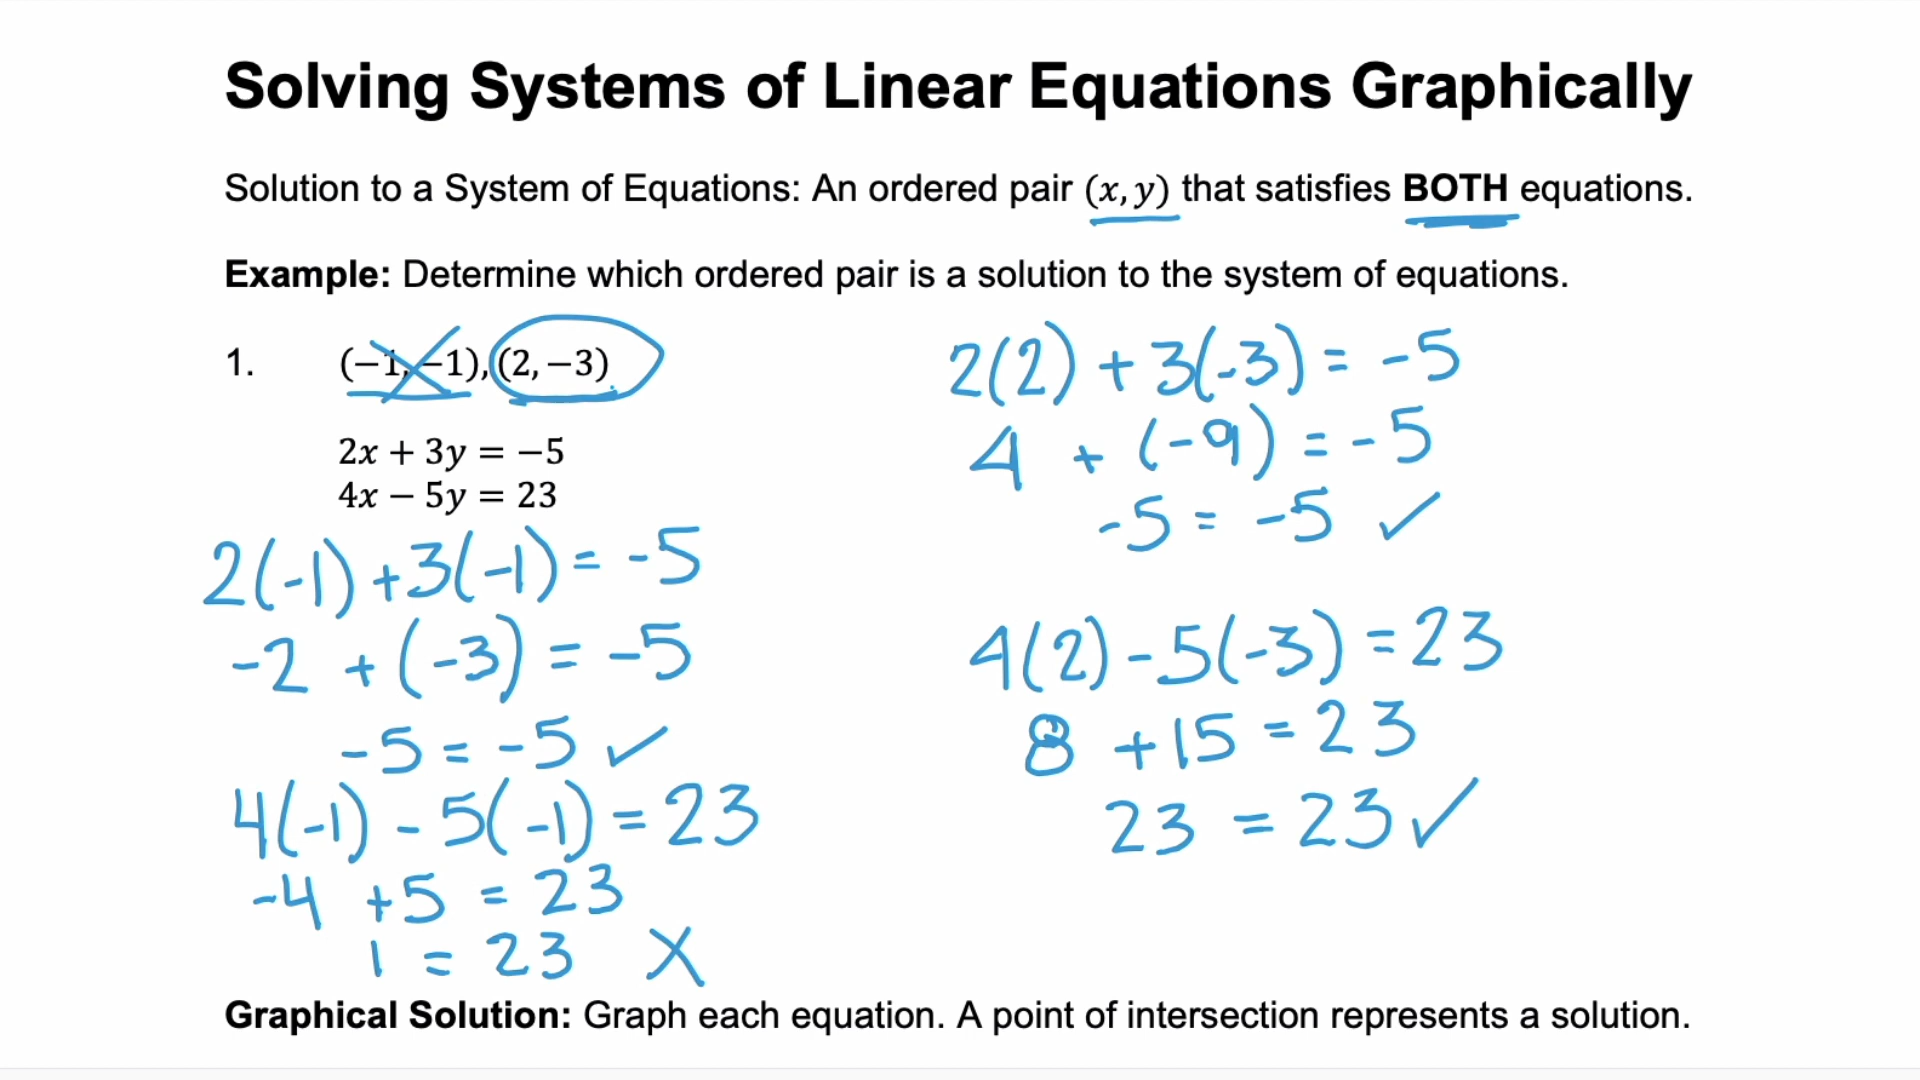 Solving Systems of Linear Equations Graphically
Solution to a System of Equations: An ordered pair (x, y) that satisfies BOTH equations.
Example: Determine which ordered pair is a solution to the system of equations.
1. (−1, −1), (2, −3)
2x + 3y = −5
4x − 5y = 23
2(-1) + 3(-1) = -5
-2 + (-3) = -5
-5 = -5 ✓
4(-1) - 5(-1) = 23
-4 + 5 = 23
1 = 23 X
2(2) + 3(-3) = -5
4 + (-9) = -5
-5 = -5 ✓
4(2) - 5(-3) = 23
8 + 15 = 23
23 = 23 ✓
Graphical Solution: Graph each equation. A point of intersection represents a solution.